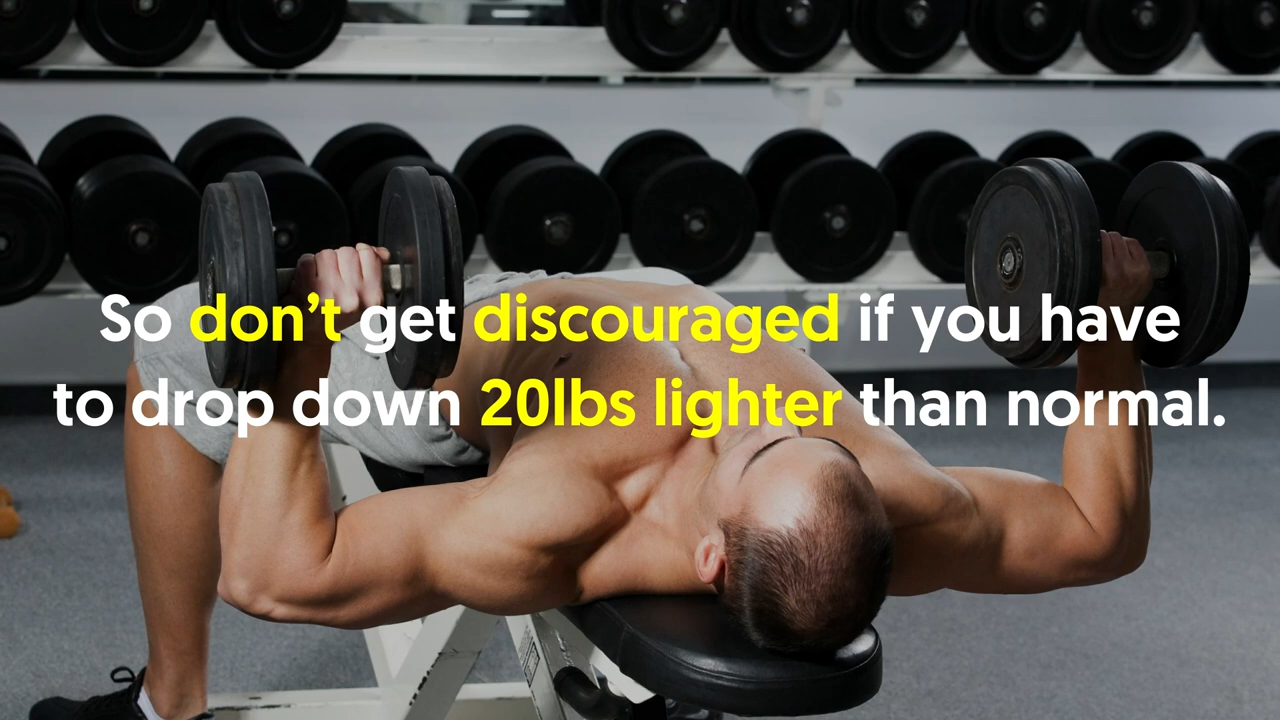 So don’t get discouraged if you have
to drop down 20lbs lighter than normal.